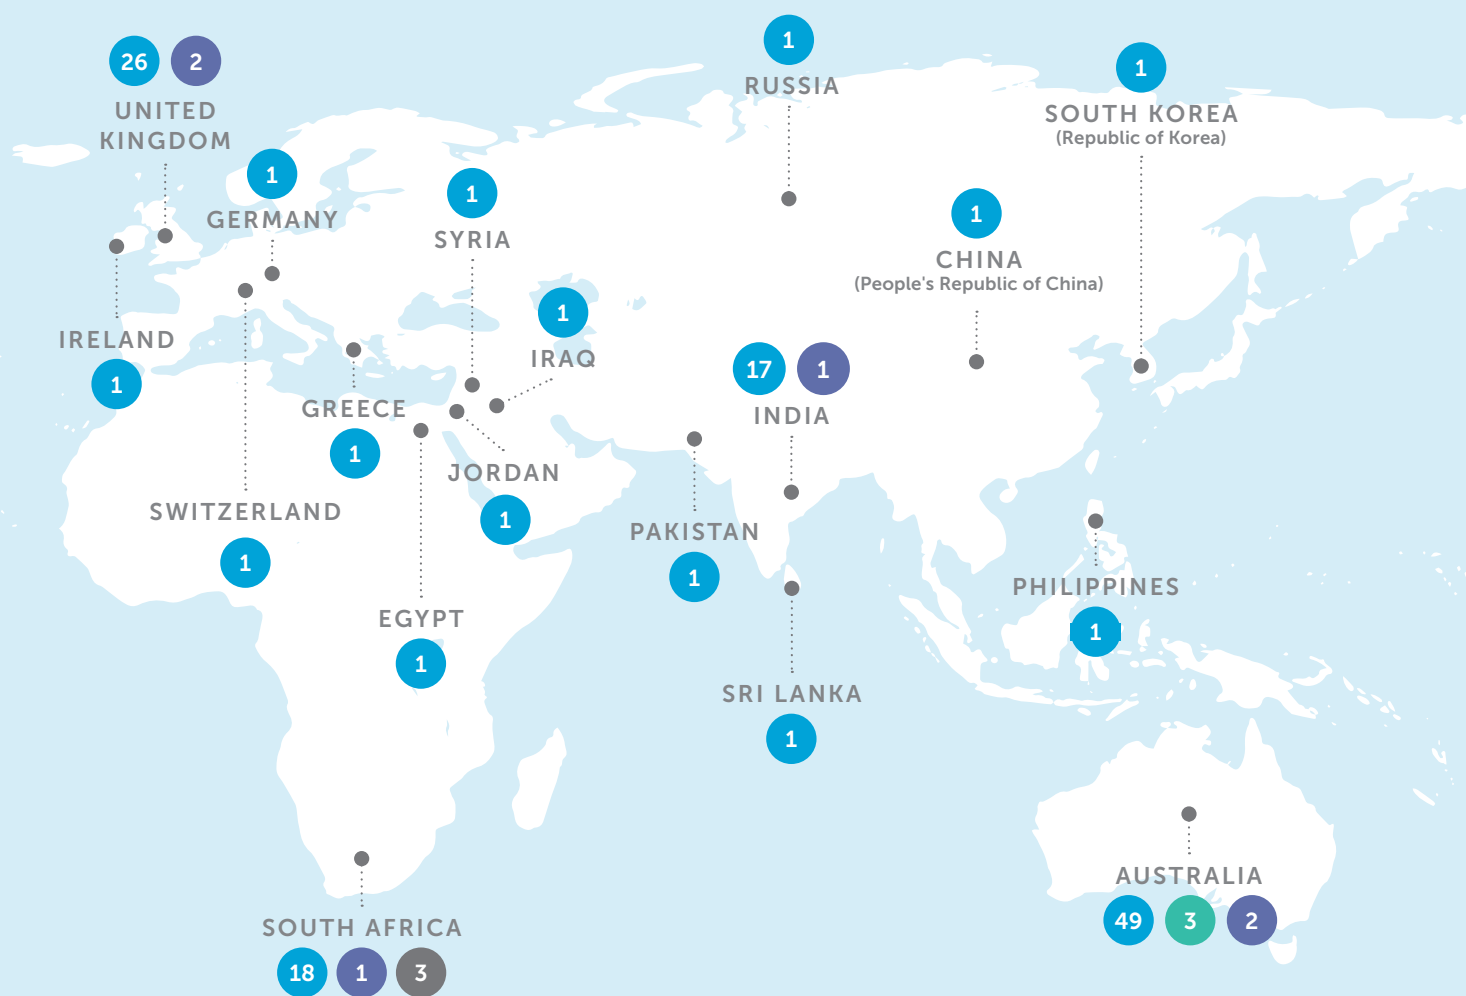 26 2
UNITED
KINGDOM
1
RUSSIA
1
SOUTH KOREA
(Republic of Korea)
1
GERMANY
1
SYRIA
1
CHINA
(People's Republic of China)
IRELAND
1
1
IRAQ
17 1
INDIA
GREECE
1
JORDAN
1
SWITZERLAND
1
PAKISTAN
1
EGYPT
1
PHILIPPINES
1
SRI LANKA
1
AUSTRALIA
49 3 2
SOUTH AFRICA
18 1 3